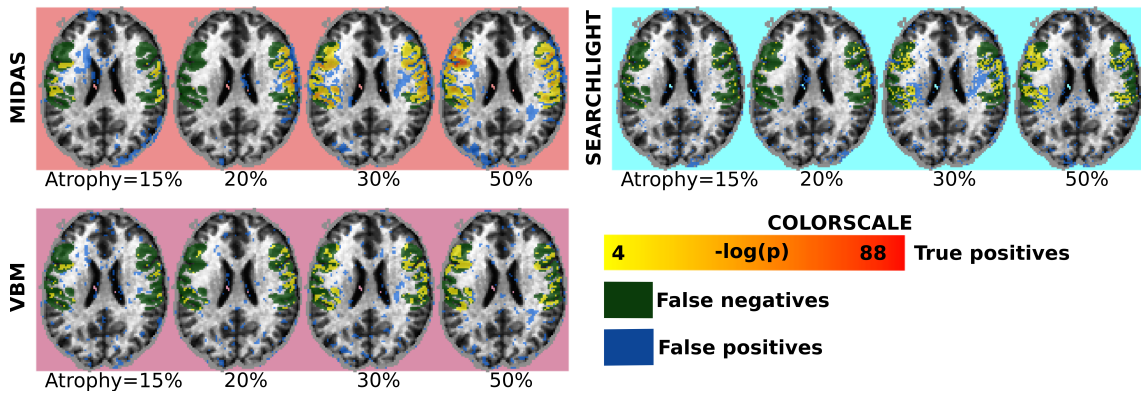 MIDAS
Atrophy=15% 20% 30% 50%
SEARCHLIGHT
Atrophy=15% 20% 30% 50%
VBM
Atrophy=15% 20% 30% 50%
COLORSCALE
4 -log(p) 88 True positives
False negatives
False positives